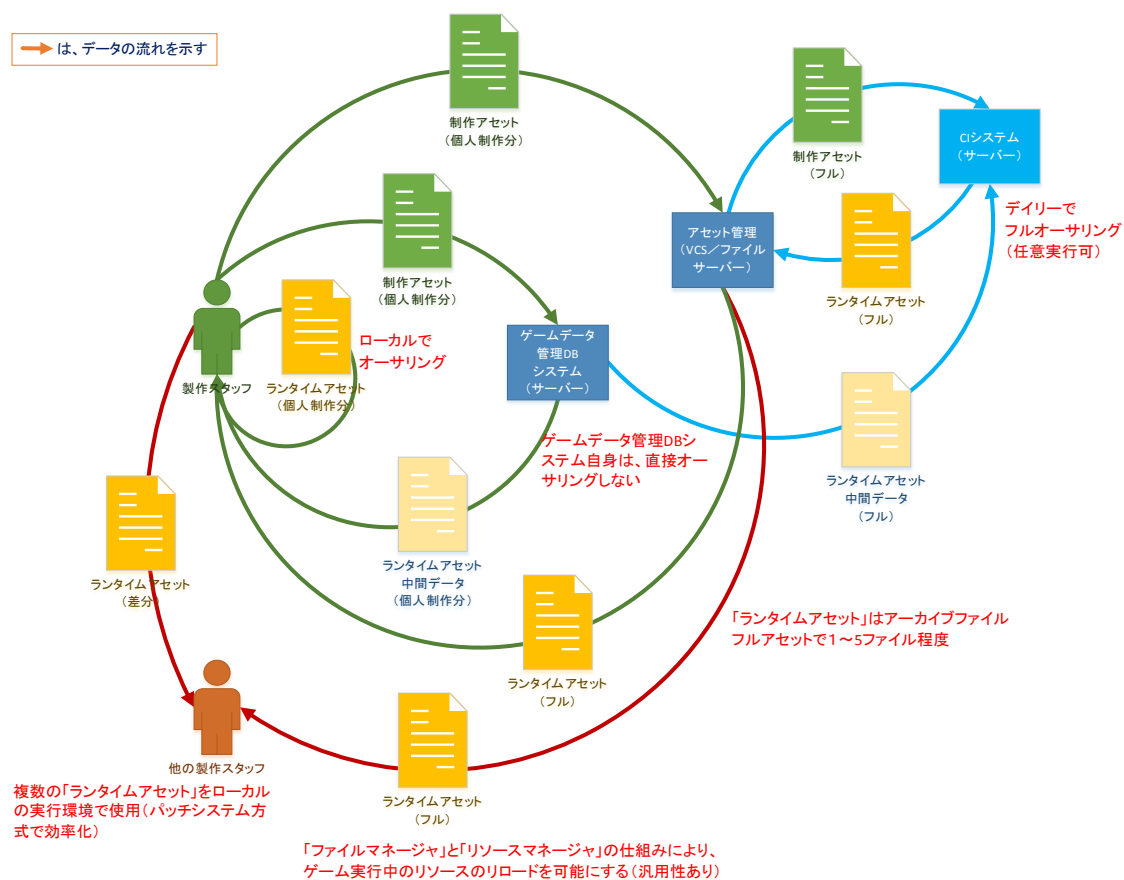 は、データの流れを示す
制作アセット
（個人制作分）
制作アセット
（フル）
CIシステム
（サーバー）
デイリーで
フルオーサリング
（任意実行可）
アセット管理
（VCS／ファイル
サーバー）
制作アセット
（個人制作分）
ランタイムアセット
（フル）
ローカルで
オーサリング
ゲームデータ
管理DB
システム
（サーバー）
製作スタッフ
ランタイムアセット
（個人制作分）
ゲームデータ管理DBシ
ステム自身は、直接オー
サリングしない
ランタイムアセット
中間データ
（フル）
ランタイムアセット
（差分）
ランタイムアセット
中間データ
（個人制作分）
「ランタイムアセット」はアーカイブファイル
フルアセットで１～5ファイル程度
ランタイムアセット
（フル）
他の製作スタッフ
複数の「ランタイムアセット」をローカル
の実行環境で使用（パッチシステム方
式で効率化）
ランタイムアセット
（フル）
「ファイルマネージャ」と「リソースマネージャ」の仕組みにより、
ゲーム実行中のリソースのリロードを可能にする（汎用性あり）